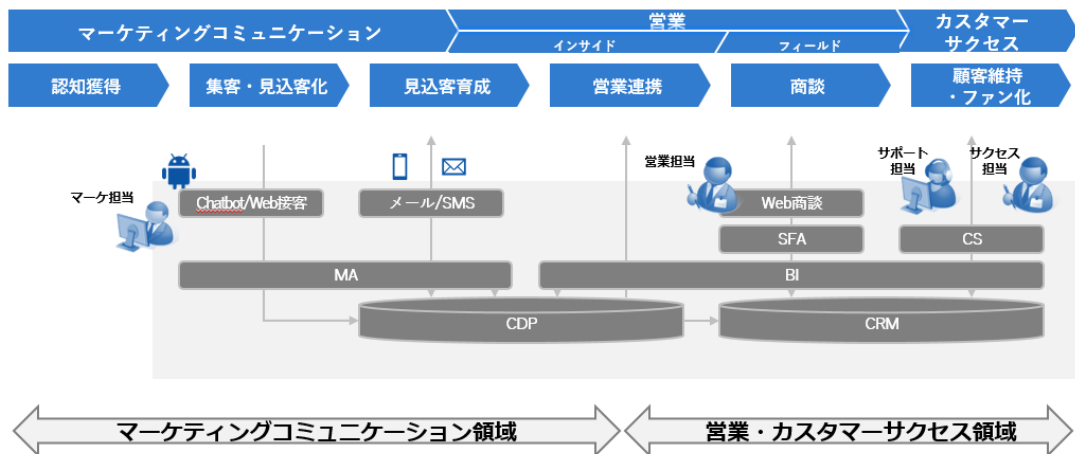 マーケティングコミュニケーション
営業
インサイド
フィールド
カスタマー
サクセス
認知獲得
集客・見込客化
見込客育成
営業連携
商談
顧客維持
・ファン化
マーケ担当
営業担当
サポート
担当
サクセス
担当
Chatbot/Web接客
メール/SMS
Web商談
SFA
CS
MA
BI
CDP
CRM
マーケティングコミュニケーション領域
営業・カスタマーサクセス領域